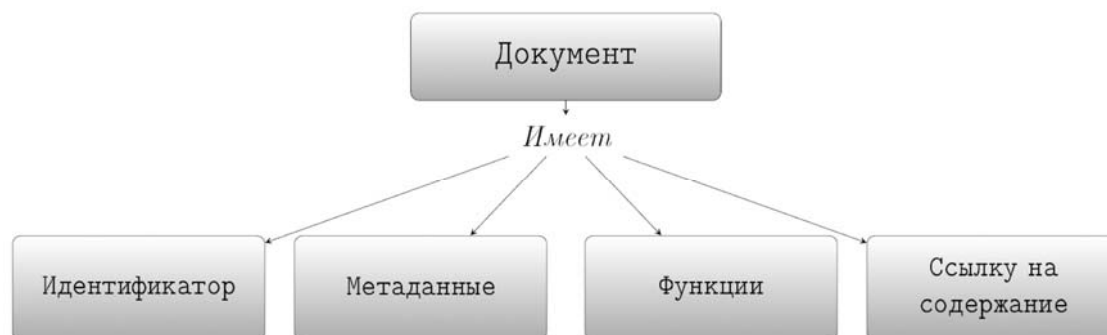 Документ
Имеет
Идентификатор
Метаданные
Функции
Ссылку на
содержание